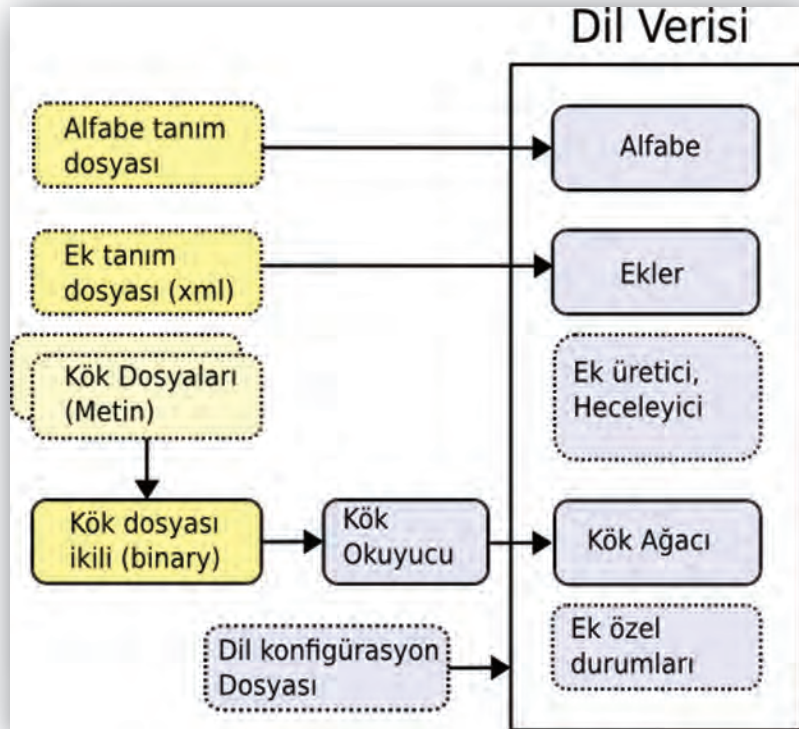 Dil Verisi
Alfabe tanım
dosyası
Alfabe
Ek tanım
dosyası (xml)
Ekler
Kök Dosyaları
(Metin)
Ek üretici,
Heceleyici
Kök dosyası
ikili (binary)
Kök
Okuyucu
Kök Ağacı
Dil konfigürasyon
Dosyası
Ek özel
durumları